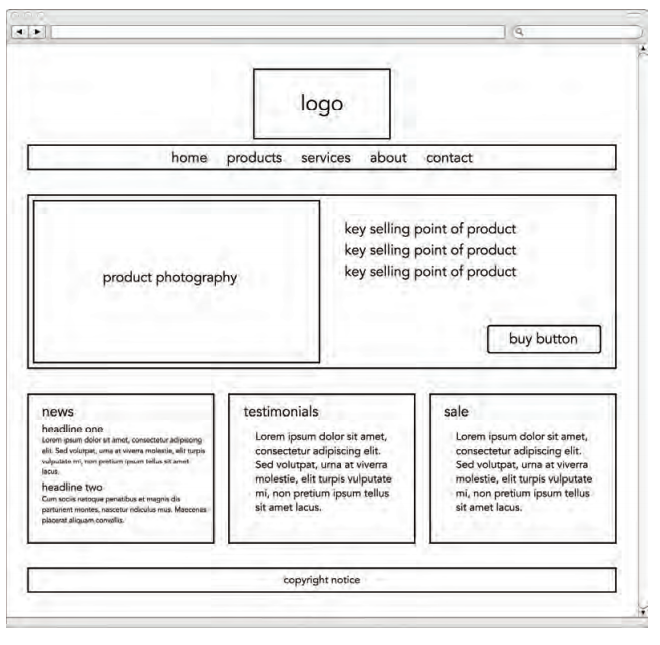 logo
home products services about contact
product photography
key selling point of product
key selling point of product
key selling point of product
buy button
news
headline one
Lorem ipsum dolor sit amet, consectetur adipiscing
elit. Sed volutpat, urna at viverra molestie, elit turpis
vulputate mi, non pretium ipsum tellus sit amet
lacus.
headline two
Cum sociis natoque penatibus et magnis dis
parturient montes, nascetur ridiculus mus. Maecenas
placerat aliquam convallis.
testimonials
Lorem ipsum dolor sit amet,
consectetur adipiscing elit.
Sed volutpat, urna at viverra
molestie, elit turpis vulputate
mi, non pretium ipsum tellus
sit amet lacus.
sale
Lorem ipsum dolor sit amet,
consectetur adipiscing elit.
Sed volutpat, urna at viverra
molestie, elit turpis vulputate
mi, non pretium ipsum tellus
sit amet lacus.
copyright notice